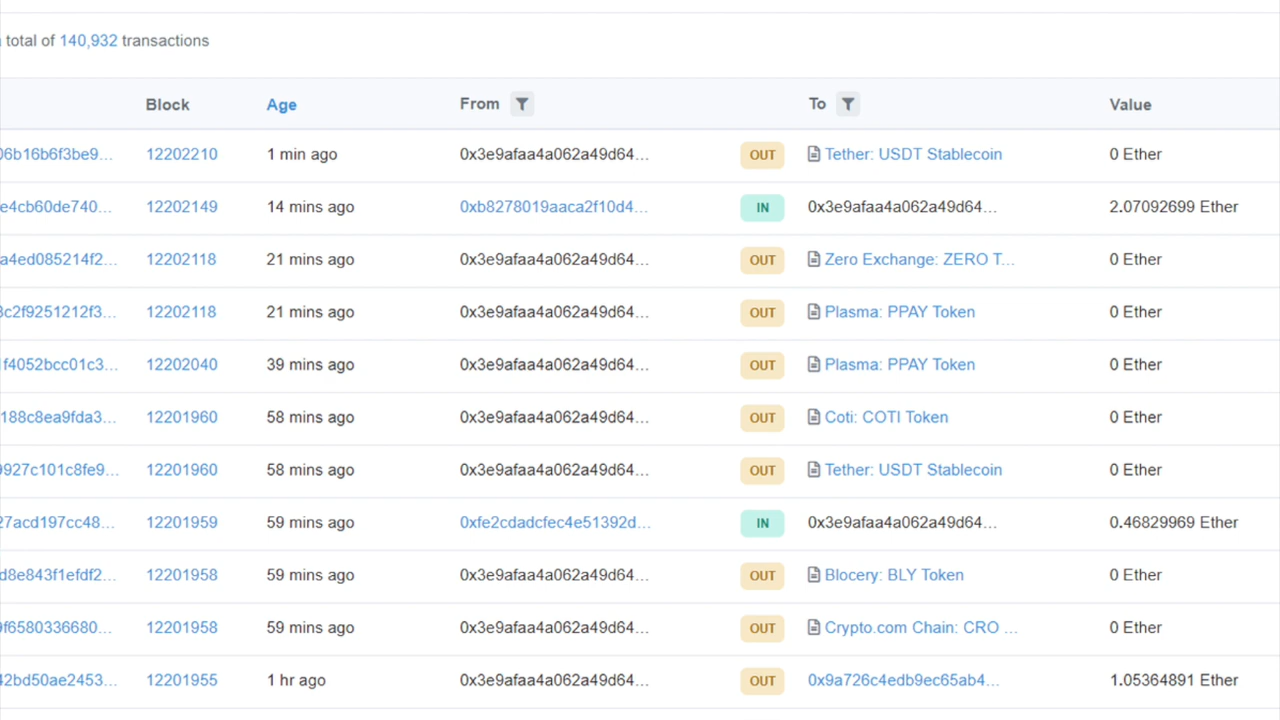 total of 140,932 transactions
Block Age From To Value
06b16b6f3be9... 12202210 1 min ago 0x3e9afaa4a062a49d64... OUT Tether: USDT Stablecoin 0 Ether
e4cb60de740... 12202149 14 mins ago 0xb8278019aaca2f10d4... IN 0x3e9afaa4a062a49d64... 2.07092699 Ether
a4ed085214f2... 12202118 21 mins ago 0x3e9afaa4a062a49d64... OUT Zero Exchange: ZERO T... 0 Ether
3c2f9251212f3... 12202118 21 mins ago 0x3e9afaa4a062a49d64... OUT Plasma: PPAY Token 0 Ether
1f4052bcc01c3... 12202040 39 mins ago 0x3e9afaa4a062a49d64... OUT Plasma: PPAY Token 0 Ether
188c8ea9fda3... 12201960 58 mins ago 0x3e9afaa4a062a49d64... OUT Coti: COTI Token 0 Ether
9927c101c8fe9... 12201960 58 mins ago 0x3e9afaa4a062a49d64... OUT Tether: USDT Stablecoin 0 Ether
27acd197cc48... 12201959 59 mins ago 0xfe2cdadcfec4e51392d... IN 0x3e9afaa4a062a49d64... 0.46829969 Ether
d8e843f1efdf2... 12201958 59 mins ago 0x3e9afaa4a062a49d64... OUT Blocery: BLY Token 0 Ether
9f6580336680... 12201958 59 mins ago 0x3e9afaa4a062a49d64... OUT Crypto.com Chain: CRO ... 0 Ether
42bd50ae2453... 12201955 1 hr ago 0x3e9afaa4a062a49d64... OUT 0x9a726c4edb9ec65ab4... 1.05364891 Ether